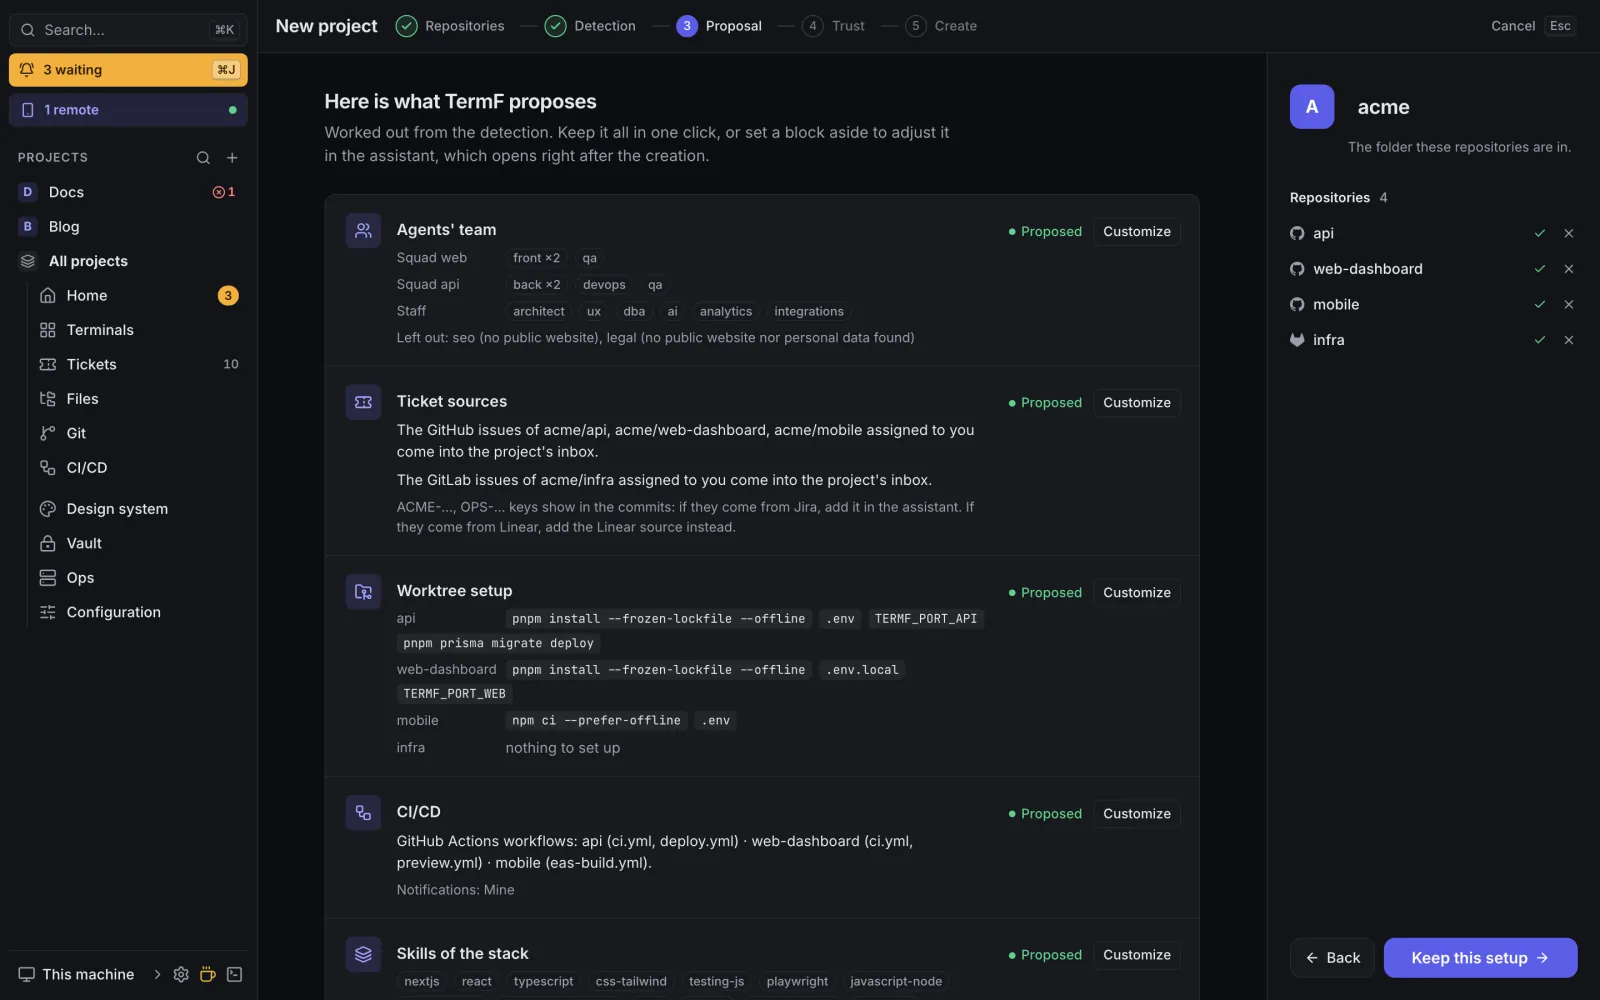 Search...
⌘K
3 waiting
⌘J
1 remote
PROJECTS
D Docs 1
B Blog
All projects
Home 3
Terminals
Tickets 10
Files
Git
CI/CD
Design system
Vault
Ops
Configuration
This machine
New project
Repositories
Detection
3 Proposal
4 Trust
5 Create
Cancel Esc
Here is what TermF proposes
Worked out from the detection. Keep it all in one click, or set a block aside to adjust it
in the assistant, which opens right after the creation.
Agents' team
Proposed
Customize
Squad web front ×2 qa
Squad api back ×2 devops qa
Staff architect ux dba ai analytics integrations
Left out: seo (no public website), legal (no public website nor personal data found)
Ticket sources
Proposed
Customize
The GitHub issues of acme/api, acme/web-dashboard, acme/mobile assigned to you
come into the project's inbox.
The GitLab issues of acme/infra assigned to you come into the project's inbox.
ACME-..., OPS-... keys show in the commits: if they come from Jira, add it in the assistant. If
they come from Linear, add the Linear source instead.
Worktree setup
Proposed
Customize
api pnpm install --frozen-lockfile --offline .env TERMF_PORT_API
pnpm prisma migrate deploy
web-dashboard pnpm install --frozen-lockfile --offline .env.local
TERMF_PORT_WEB
mobile npm ci --prefer-offline .env
infra nothing to set up
CI/CD
Proposed
Customize
GitHub Actions workflows: api (ci.yml, deploy.yml) · web-dashboard (ci.yml,
preview.yml) · mobile (eas-build.yml).
Notifications: Mine
Skills of the stack
Proposed
Customize
nextjs react typescript css-tailwind testing-js playwright javascript-node
A acme
The folder these repositories are in.
Repositories 4
api
web-dashboard
mobile
infra
← Back
Keep this setup →